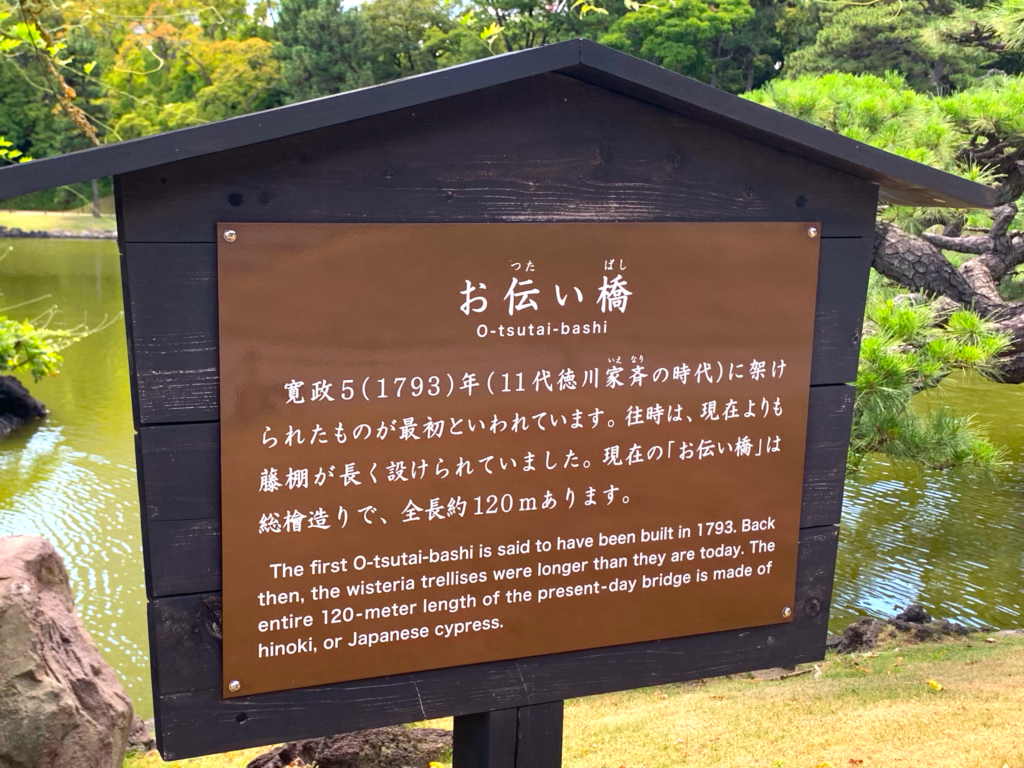 つた ばし
お伝い橋
O-tsutai-bashi
いえ なり
寛政5(1793)年(11代徳川家斉の時代)に架け
られたものが最初といわれています。往時は、現在よりも
藤棚が長く設けられていました。現在の「お伝い橋」は
総檜造りで、全長約120mあります。
The first O-tsutai-bashi is said to have been built in 1793. Back
then, the wisteria trellises were longer than they are today. The
entire 120-meter length of the present-day bridge is made of
hinoki, or Japanese cypress.